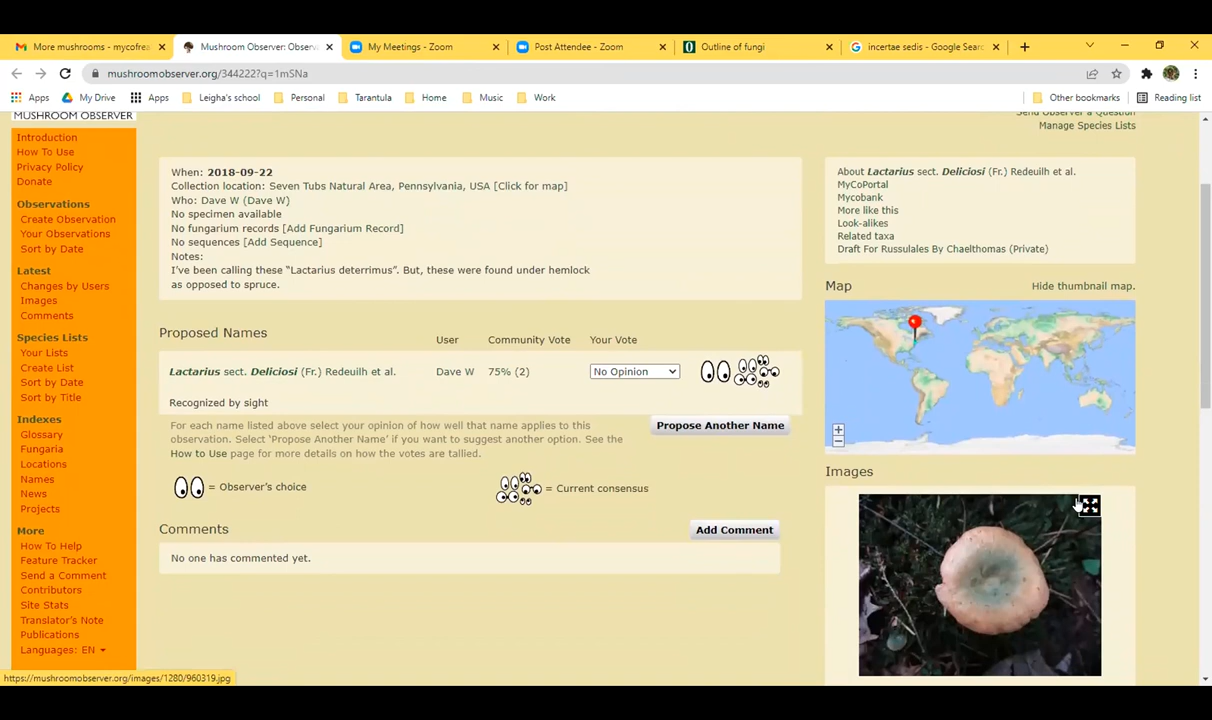 More mushrooms - mycofrea
Mushroom Observer: Observa
My Meetings - Zoom
Post Attendee - Zoom
Outline of fungi
incertae sedis - Google Searc
mushroomobserver.org/344222?q=1mSNa
Apps
My Drive
Apps
Leigha's school
Personal
Tarantula
Home
Music
Work
Other bookmarks
Reading list
MUSHROOM OBSERVER
Introduction
How To Use
Privacy Policy
Donate
Observations
Create Observation
Your Observations
Sort by Date
Latest
Changes by Users
Images
Comments
Species Lists
Your Lists
Create List
Sort by Date
Sort by Title
Indexes
Glossary
Fungaria
Locations
Names
News
Projects
More
How To Help
Feature Tracker
Send a Comment
Contributors
Site Stats
Translator's Note
Publications
Languages: EN
When: 2018-09-22
Collection location: Seven Tubs Natural Area, Pennsylvania, USA [Click for map]
Who: Dave W (Dave W)
No specimen available
No fungarium records [Add Fungarium Record]
No sequences [Add Sequence]
Notes:
I've been calling these “Lactarius deterrimus”. But, these were found under hemlock
as opposed to spruce.
Proposed Names
User
Community Vote
Your Vote
Lactarius sect. Deliciosi (Fr.) Redeuilh et al.
Dave W
75% (2)
No Opinion
Recognized by sight
For each name listed above select your opinion of how well that name applies to this
observation. Select ‘Propose Another Name’ if you want to suggest another option. See the
How to Use page for more details on how the votes are tallied.
Propose Another Name
= Observer’s choice
= Current consensus
Comments
Add Comment
No one has commented yet.
Send Observer a Question
Manage Species Lists
About Lactarius sect. Deliciosi (Fr.) Redeuilh et al.
MyCoPortal
Mycobank
More like this
Look-alikes
Related taxa
Draft For Russulales By Chaelthomas (Private)
Map
Hide thumbnail map.
Images
https://mushroomobserver.org/images/1280/960319.jpg